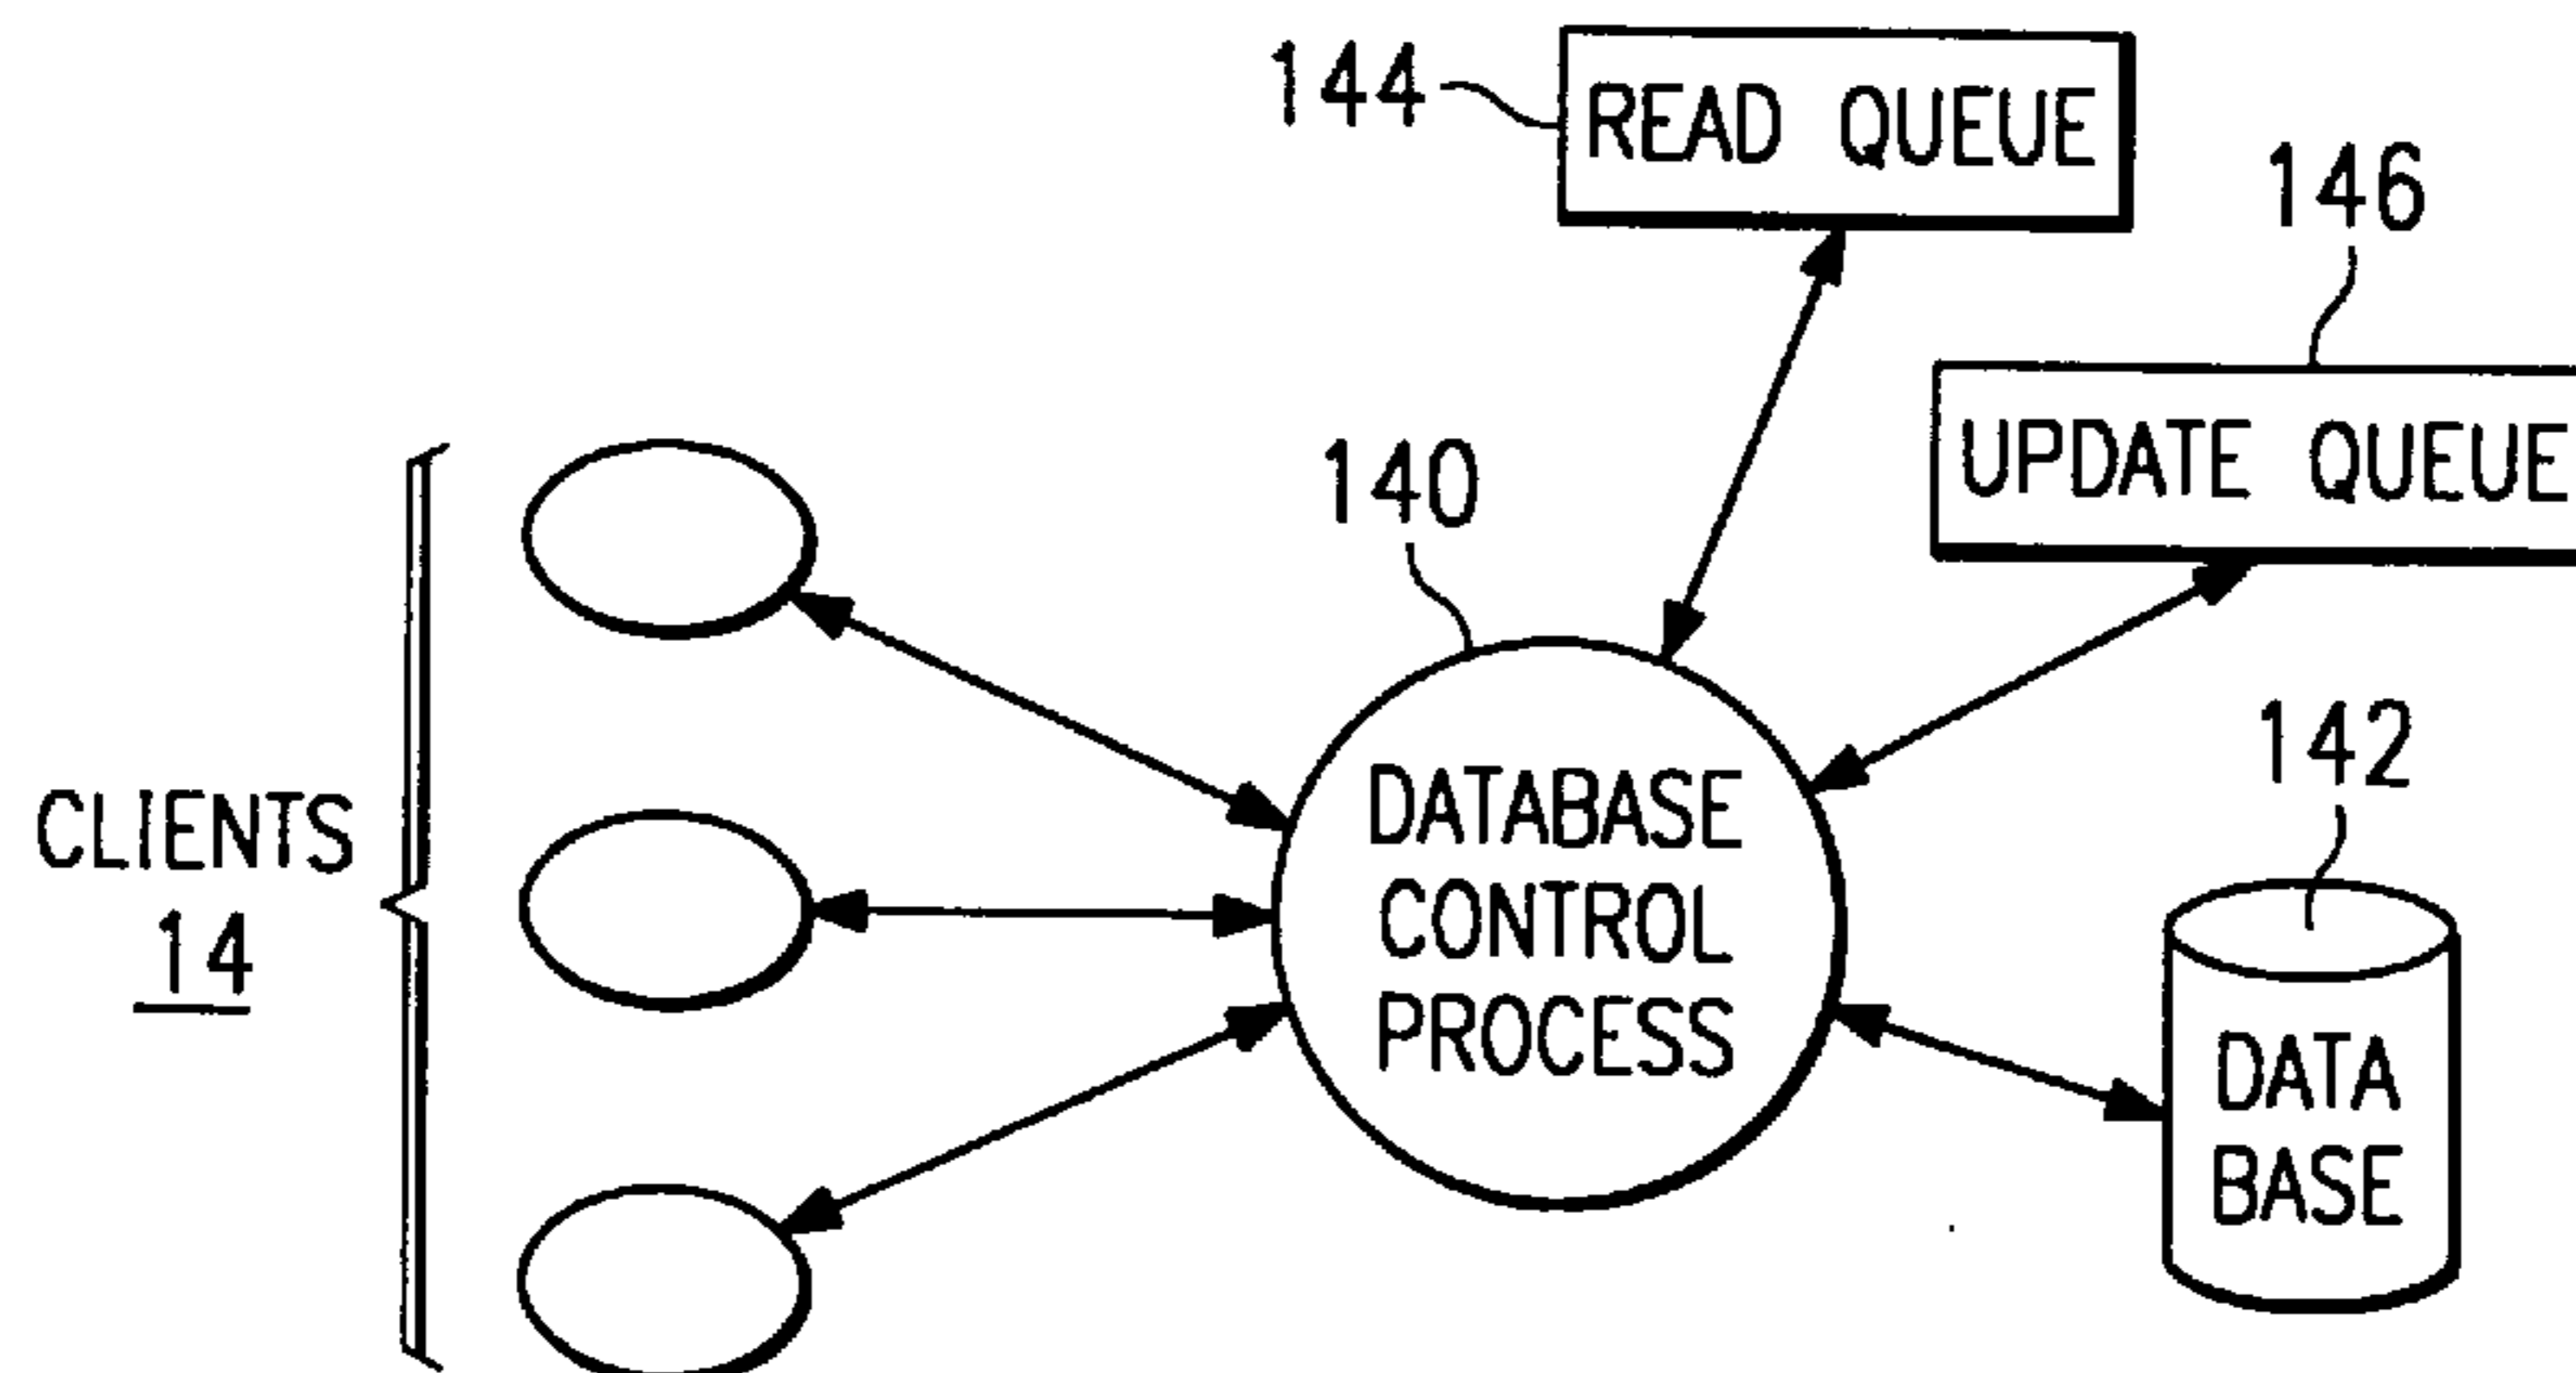 144
READ QUEUE
146
UPDATE QUEUE
140
CLIENTS
14
DATABASE
CONTROL
PROCESS
142
DATA
BASE